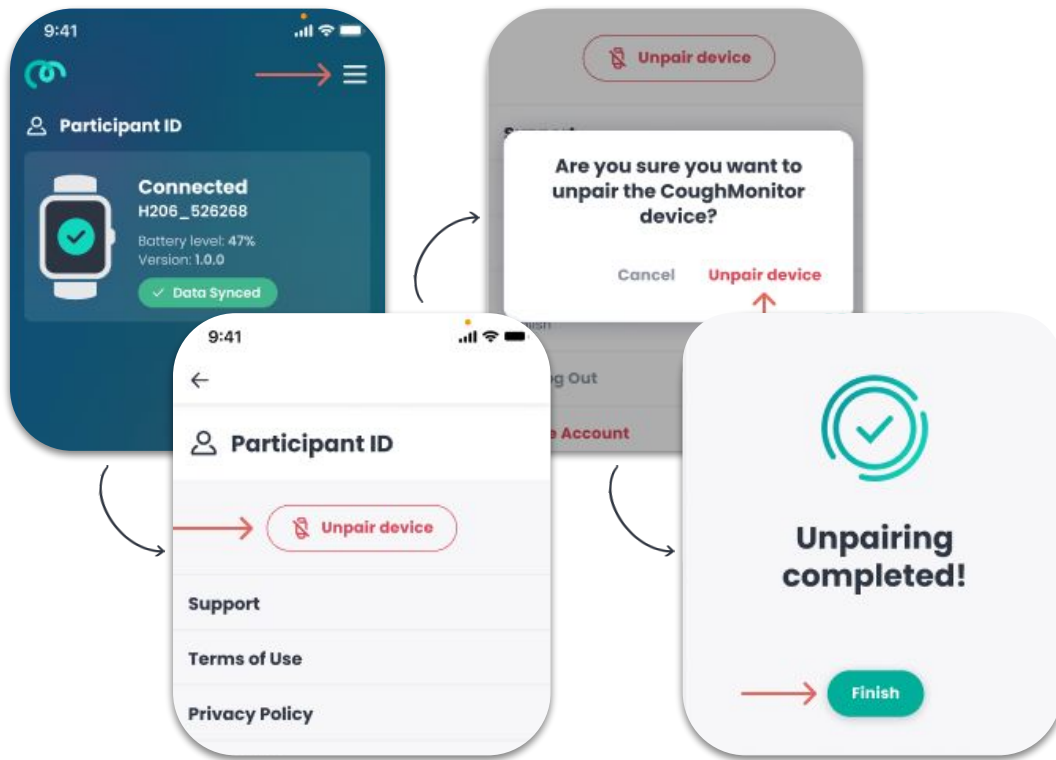 9:41
Participant ID
Connected
H206_526268
Battery level: 47%
Version: 1.0.0
Data Synced
9:41
Participant ID
Unpair device
Support
Terms of Use
Privacy Policy
Unpair device
Are you sure you want to
unpair the CoughMonitor
device?
Cancel
Unpair device
Out
Account
Unpairing
completed!
Finish